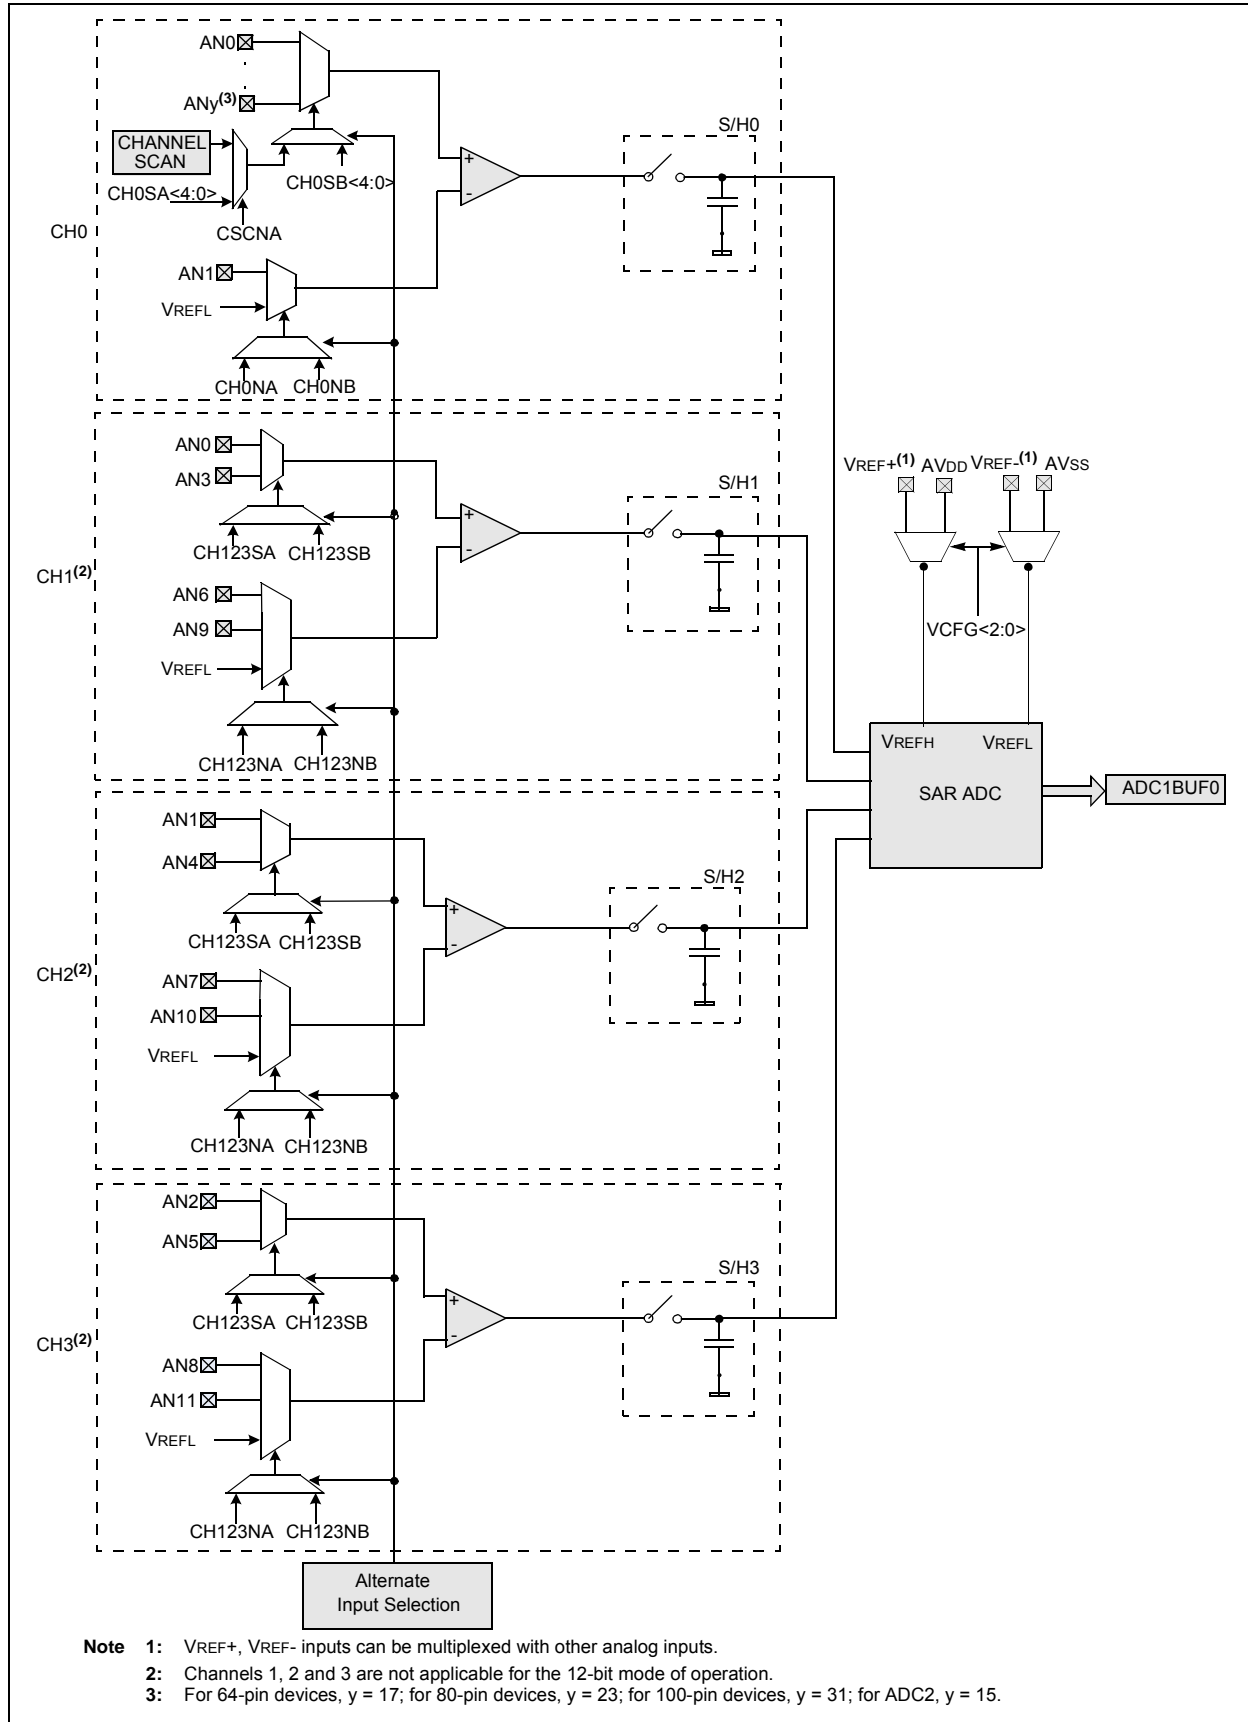 AN0
ANy(3)
CHANNEL
SCAN
CH0SA<4:0>
CH0SB<4:0>
CSCNA
CH0
AN1
VREFL
CH0NA CH0NB
S/H0
+
-
AN0
AN3
CH123SA CH123SB
CH1(2)
AN6
AN9
VREFL
CH123NA CH123NB
S/H1
+
-
VREF+(1) AVDD VREF-(1) AVSS
VCFG<2:0>
VREFH VREFL
SAR ADC
ADC1BUF0
AN1
AN4
CH123SA CH123SB
CH2(2)
AN7
AN10
VREFL
CH123NA CH123NB
S/H2
+
-
AN2
AN5
CH123SA CH123SB
CH3(2)
AN8
AN11
VREFL
CH123NA CH123NB
S/H3
+
-
Alternate
Input Selection
Note 1: VREF+, VREF- inputs can be multiplexed with other analog inputs.
2: Channels 1, 2 and 3 are not applicable for the 12-bit mode of operation.
3: For 64-pin devices, y = 17; for 80-pin devices, y = 23; for 100-pin devices, y = 31; for ADC2, y = 15.